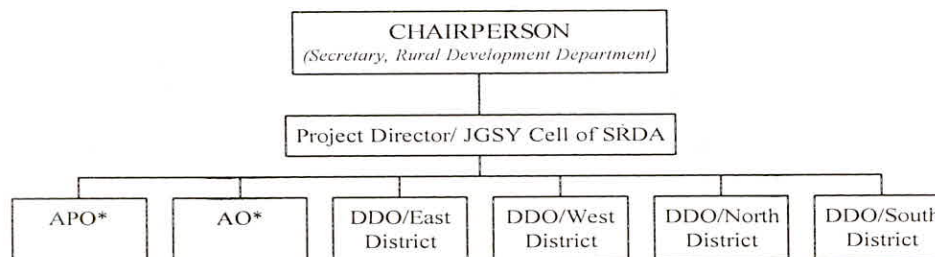 CHAIRPERSON
(Secretary, Rural Development Department)
Project Director/ JGSY Cell of SRDA
APO*
AO*
DDO/East
District
DDO/West
District
DDO/North
District
DDO/South
District